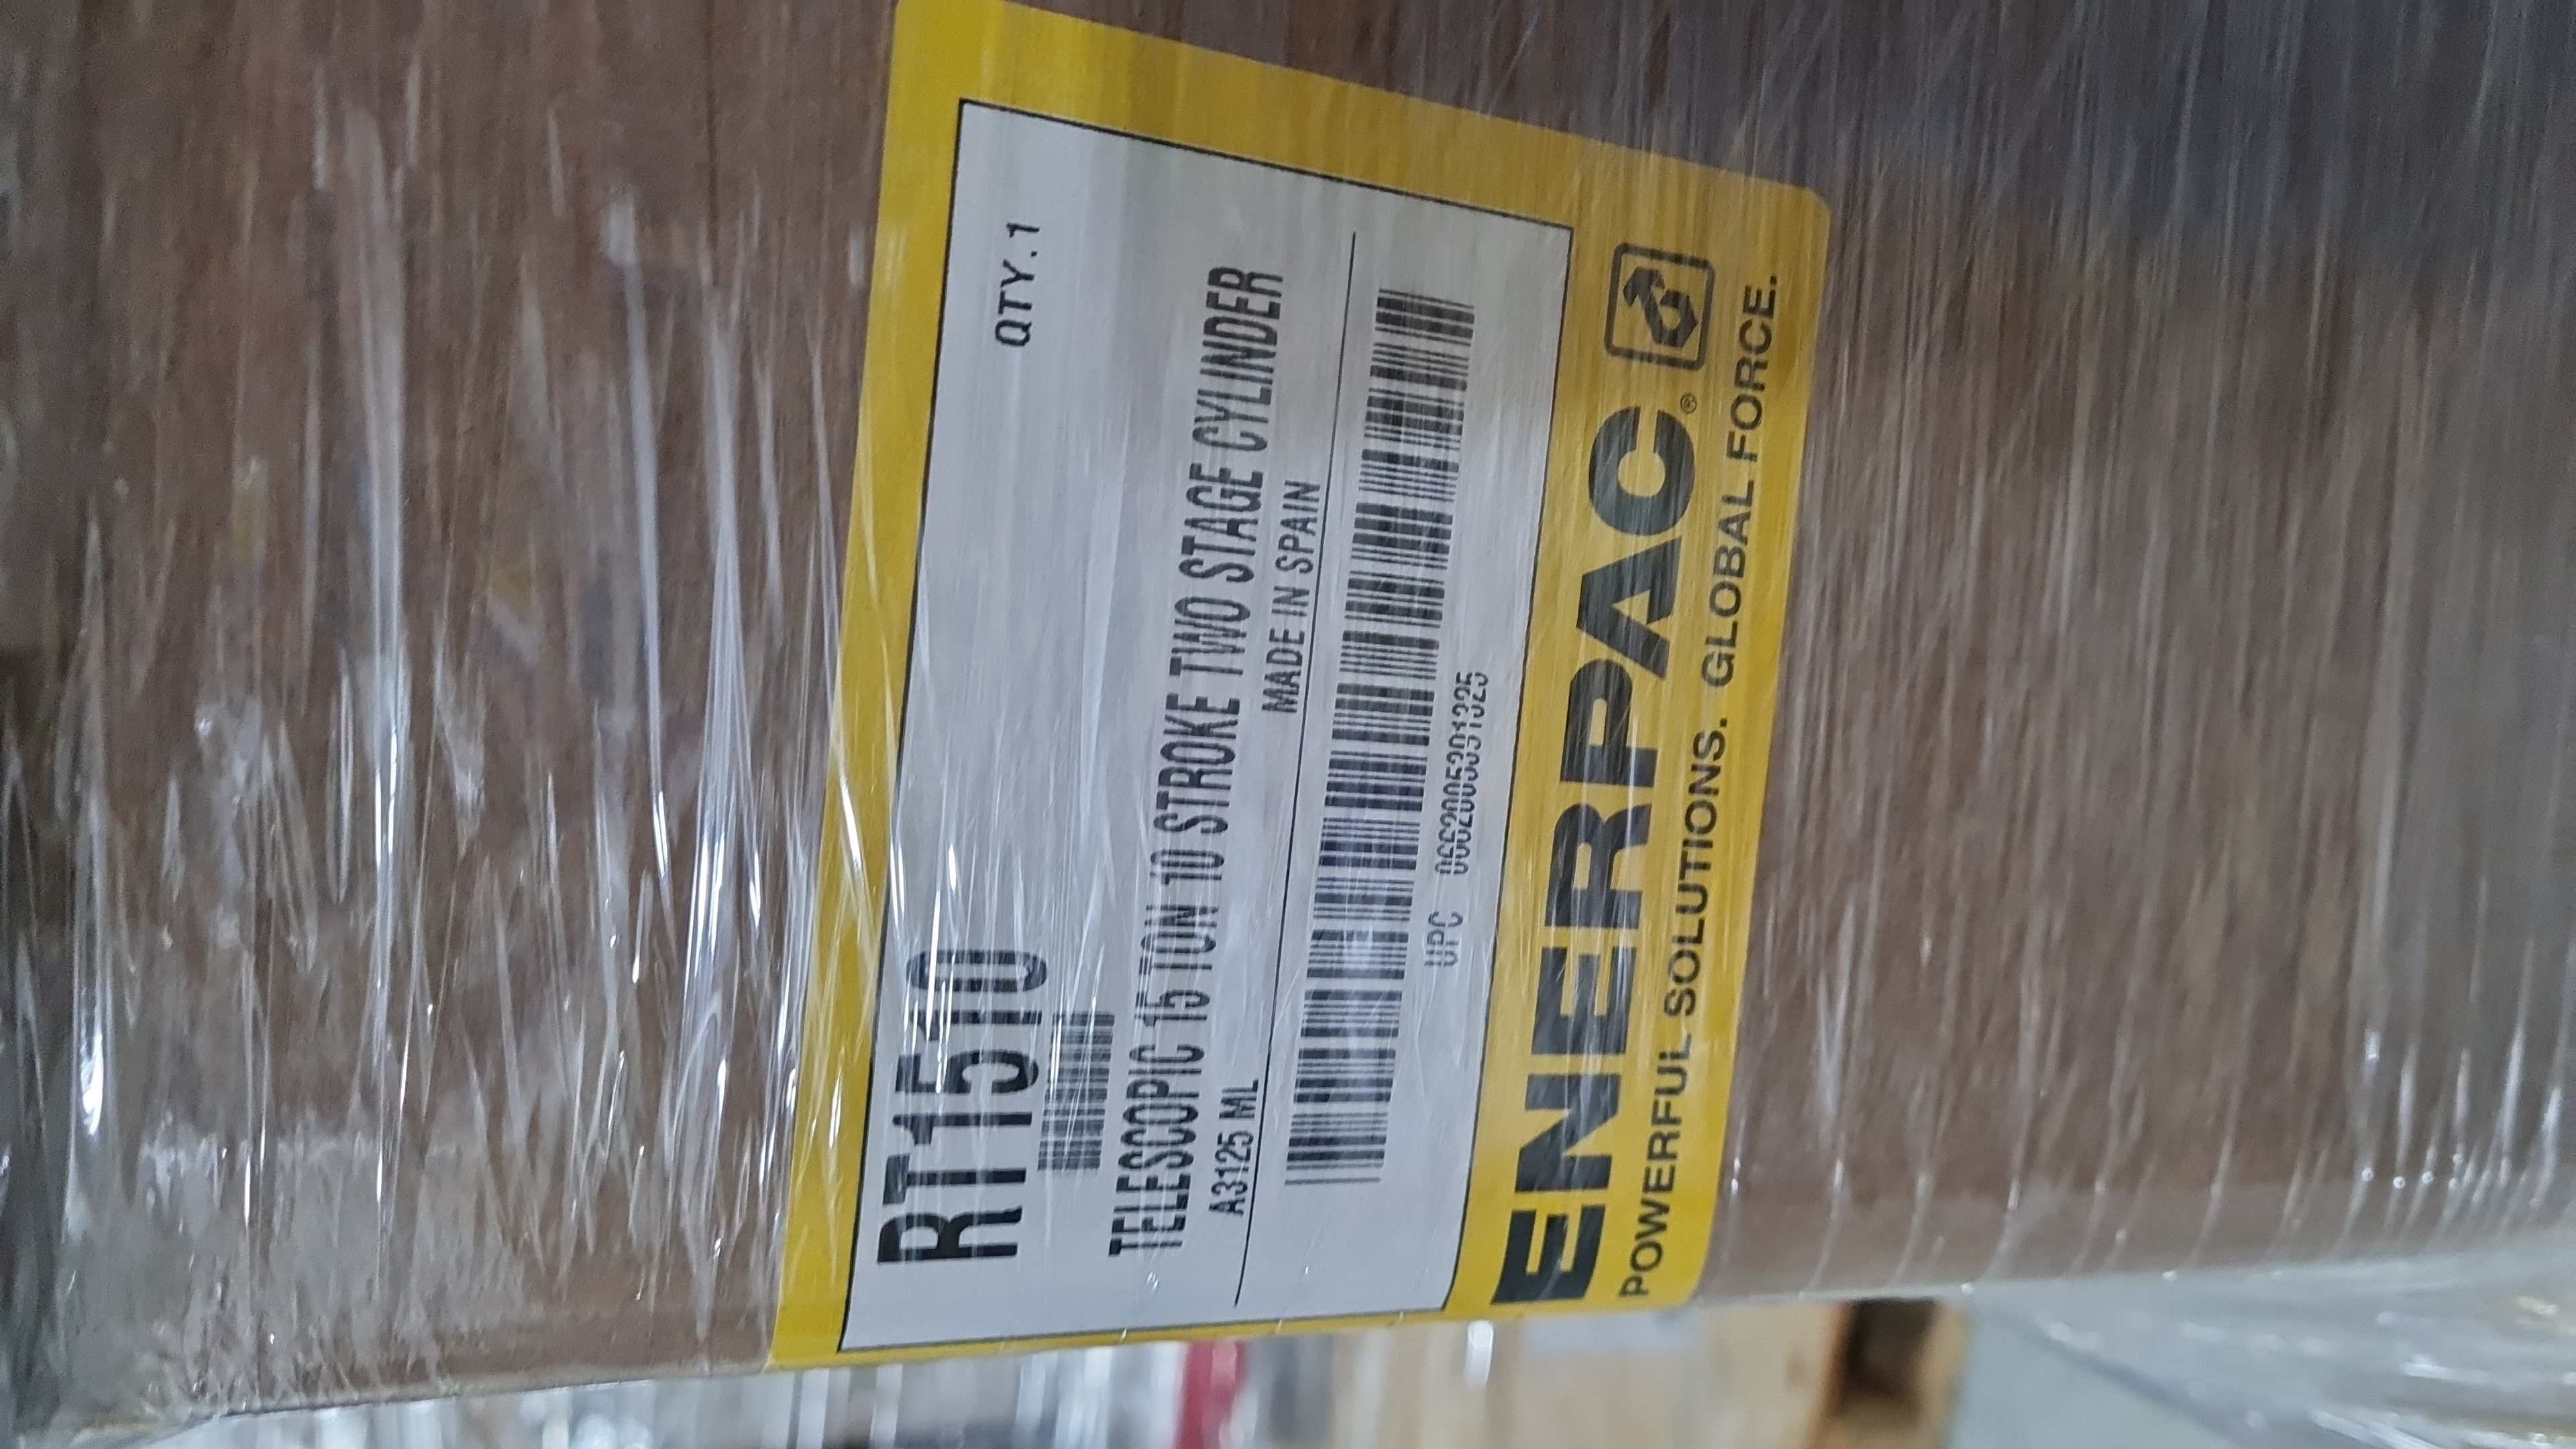 RT1510 QTY. 1
TELESCOPIC 15 TON 10 STROKE TWO STAGE CYLINDER
A3125 ML MADE IN SPAIN
UPC
ENERPAC®
POWERFUL SOLUTIONS. GLOBAL FORCE.